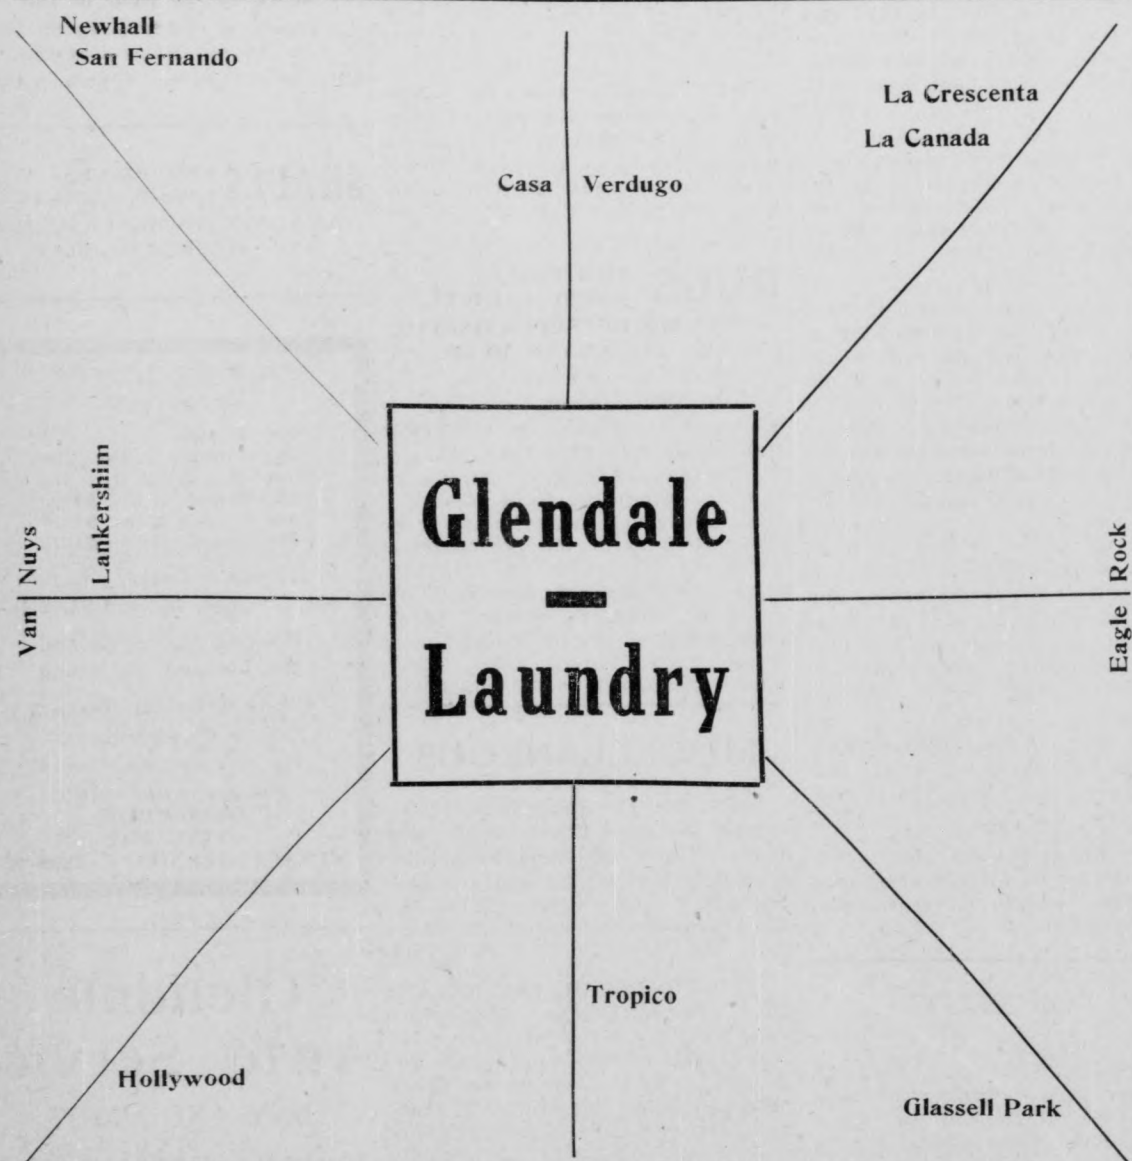 Newhall
San Fernando
La Crescenta
La Canada
Casa Verdugo
Lankershim
Van Nuys
Glendale
Laundry
Eagle Rock
Tropico
Hollywood
Glassell Park